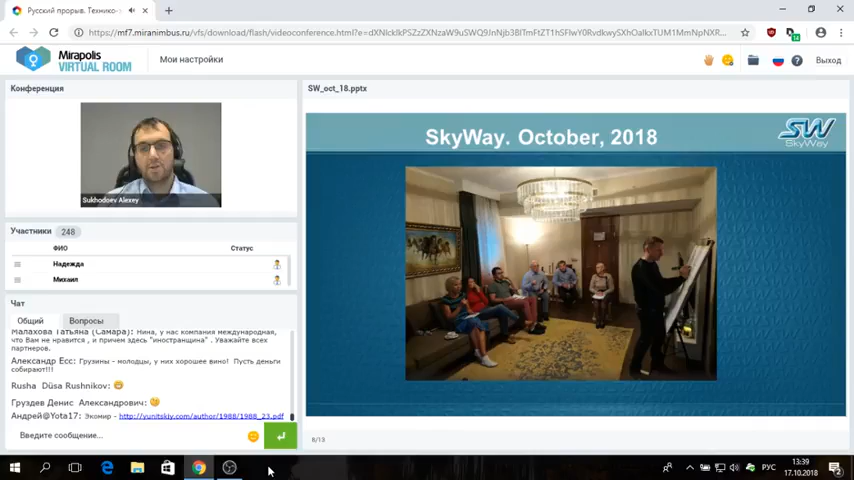 Русский прорыв. Технико-
https://mf7.miranimbus.ru/vfs/download/flash/videoconference.html?e=
Mirapolis
VIRTUAL ROOM
Мои настройки
Выход
Конференция
Sukhodoev Alexey
Участники 248
ФИО Статус
Надежда
Михаил
Чат
Общий Вопросы
Малахова Татьяна (Самара): Нина, у нас компания международная,
что Вам не нравится , и причем здесь "иностранщина" . Уважайте всех
партнеров.
Александр Есс: Грузины - молодцы, у них хорошее вино! Пусть деньги
собирают!!!
Rusha Düsa Rushnikov:
Груздев Денис Александрович:
Андрей@Yota17: Экомир - http://yunitskiy.com/author/1988/1988_23.pdf
Введите сообщение...
SW_oct_18.pptx
SkyWay. October, 2018
SW
SkyWay
8/13
РУС
13:39
17.10.2018
2